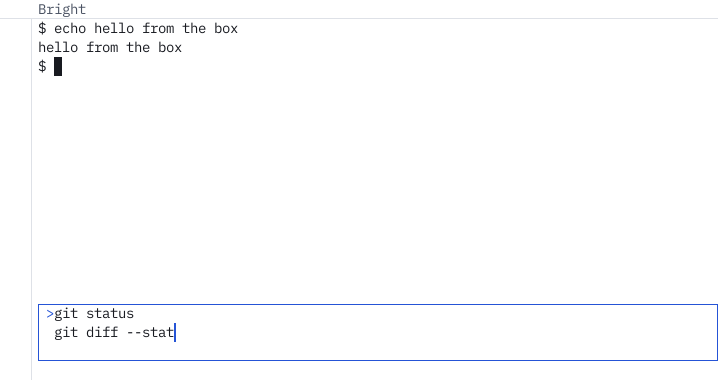 Bright
$ echo hello from the box
hello from the box
$
>git status
git diff --stat